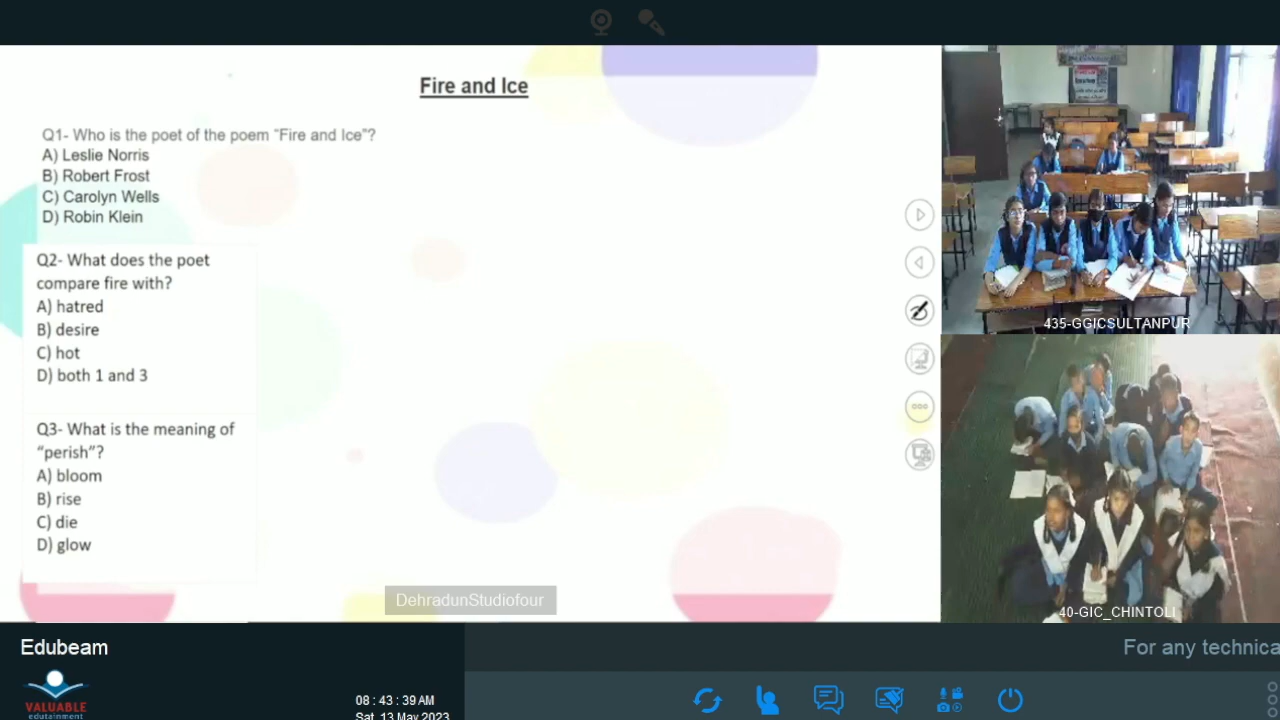 Fire and Ice
Q1- Who is the poet of the poem “Fire and Ice”?
A) Leslie Norris
B) Robert Frost
C) Carolyn Wells
D) Robin Klein
Q2- What does the poet
compare fire with?
A) hatred
B) desire
C) hot
D) both 1 and 3
Q3- What is the meaning of
“perish”?
A) bloom
B) rise
C) die
D) glow
DehradunStudiofour
435-GGICSULTANPUR
40-GIC_CHINTOLI
Edubeam
For any technica
VALUABLE
edutainment
08 : 43 : 39 AM
Sat, 13 May 2023